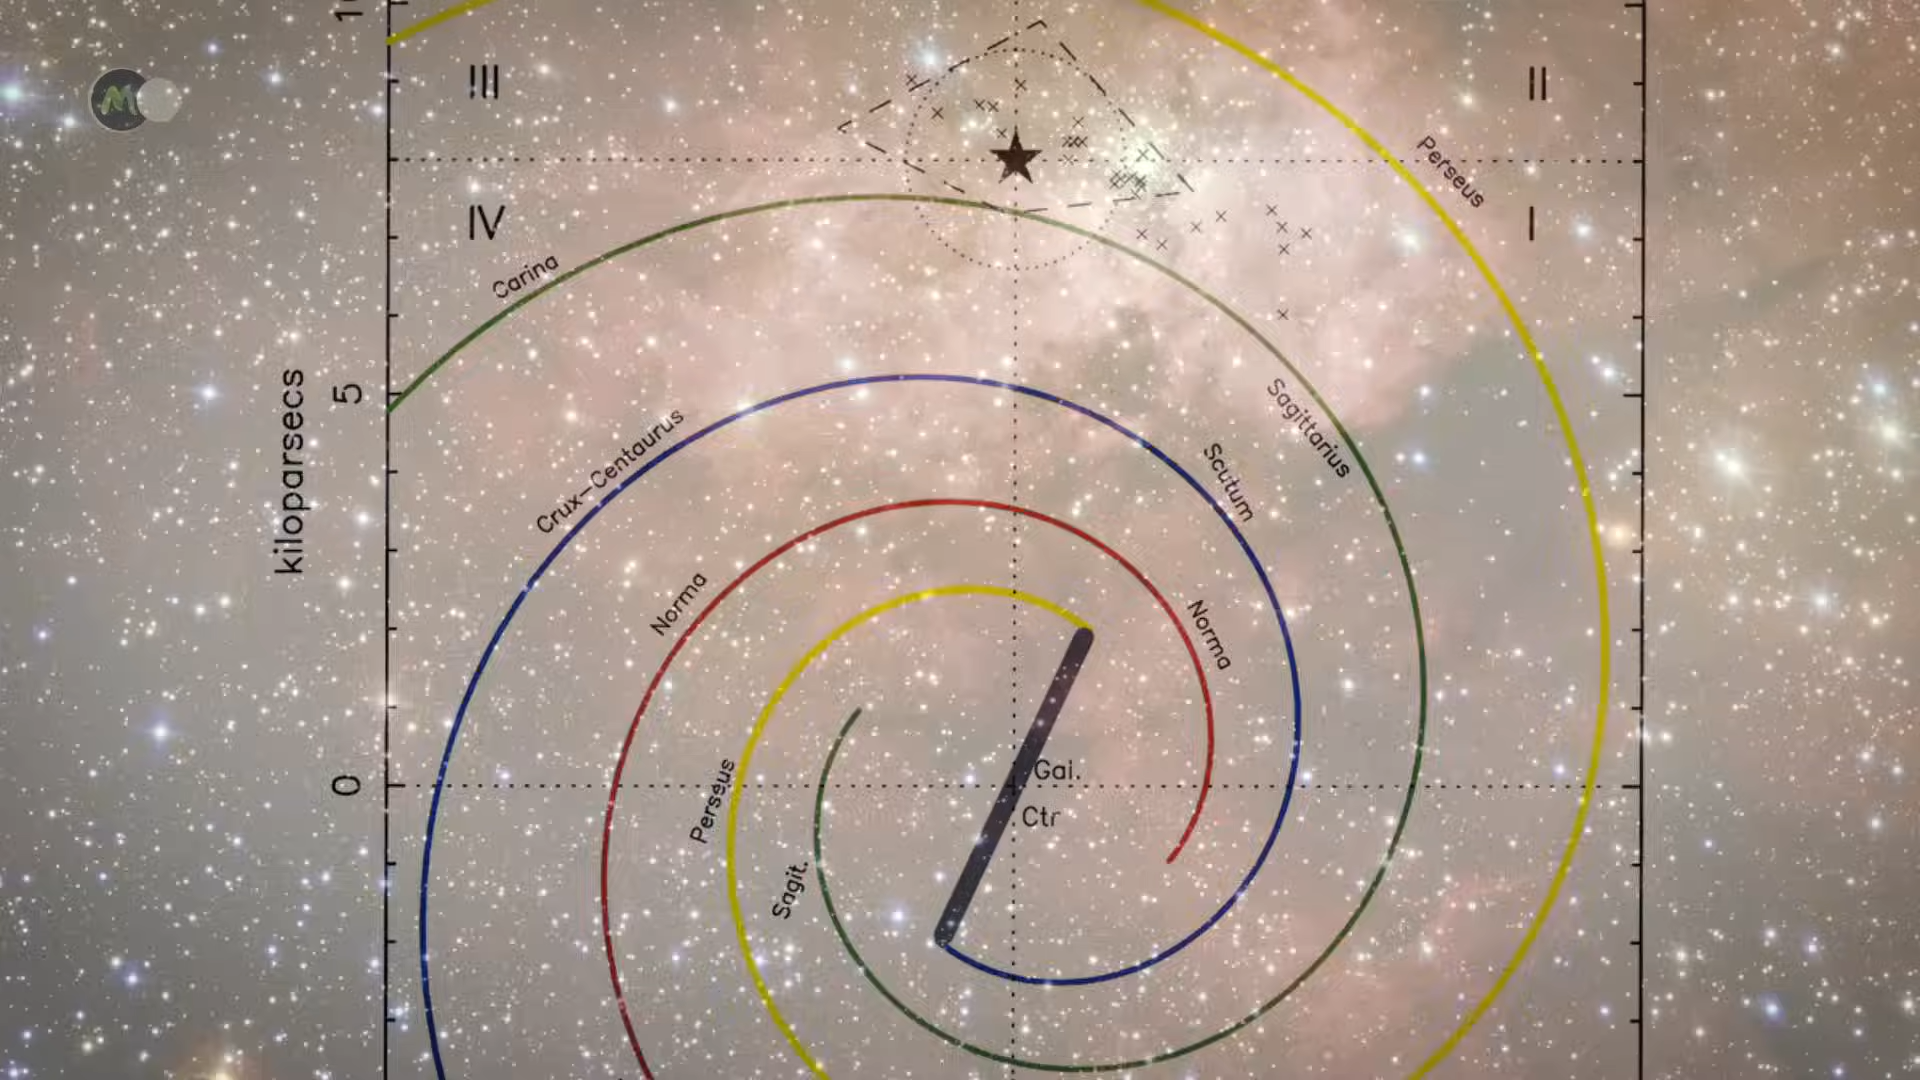 10
III
II
Perseus
IV
I
Carina
kiloparsecs
5
Sagittarius
Crux-Centaurus
Scutum
Norma
Norma
0
Perseus
Gal.
Ctr
Sagit.
M